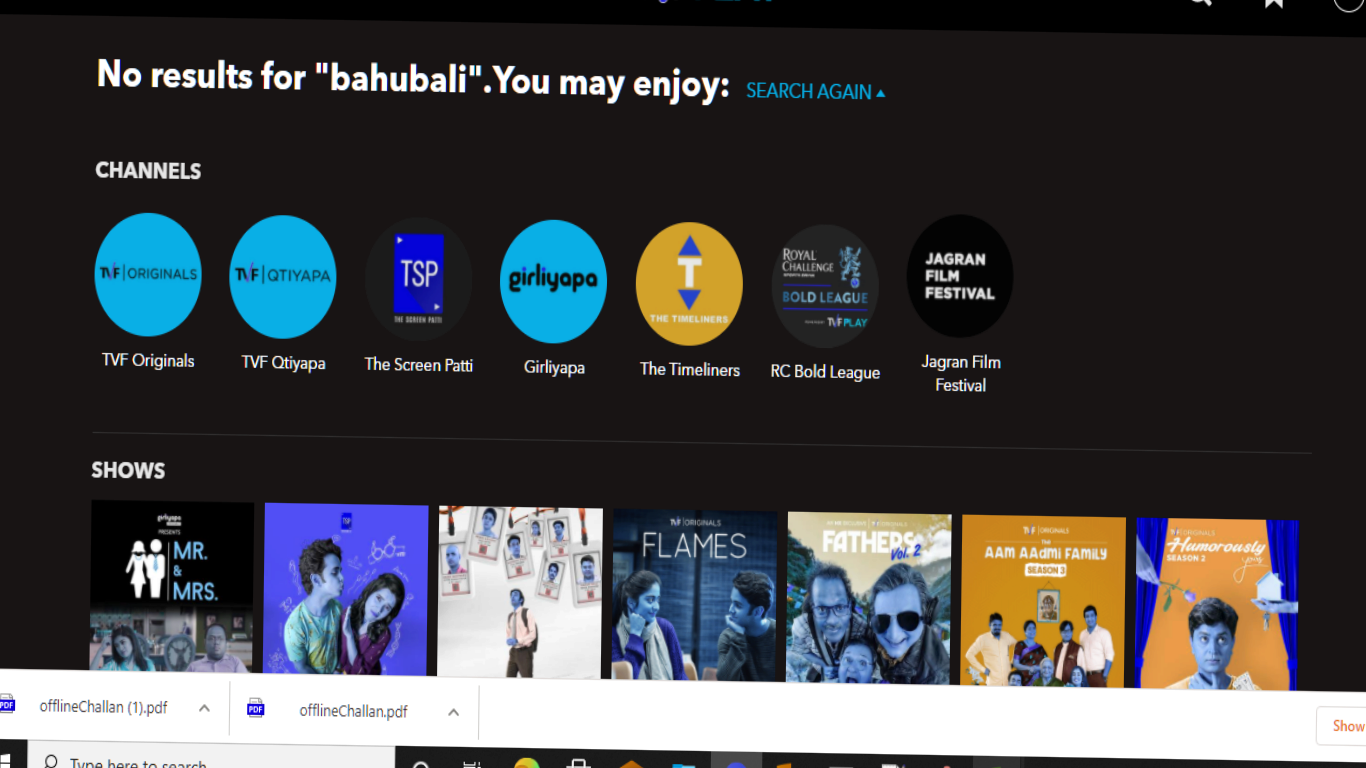 No results for "bahubali".You may enjoy: SEARCH AGAIN
CHANNELS
TVF|ORIGINALS
TVF|QTIYAPA
TSP
THE SCREEN PATTI
girliyapa
T
THE TIMELINERS
ROYAL
CHALLENGE
BOLD LEAGUE
TVF PLAY
JAGRAN
FILM
FESTIVAL
TVF Originals
TVF Qtiyapa
The Screen Patti
Girliyapa
The Timeliners
RC Bold League
Jagran Film
Festival
SHOWS
girliyapa
PRESENTS
MR.
&
MRS.
TSP
TVF|ORIGINALS
FLAMES
TVF|ORIGINALS
FATHERS
Vol. 2
TVF|ORIGINALS
THE
AAM AADMI FAMILY
SEASON 3
TVF|ORIGINALS
Humorously
SEASON 2
yours
PDF
offlineChallan (1).pdf
PDF
offlineChallan.pdf
Show
Type here to search